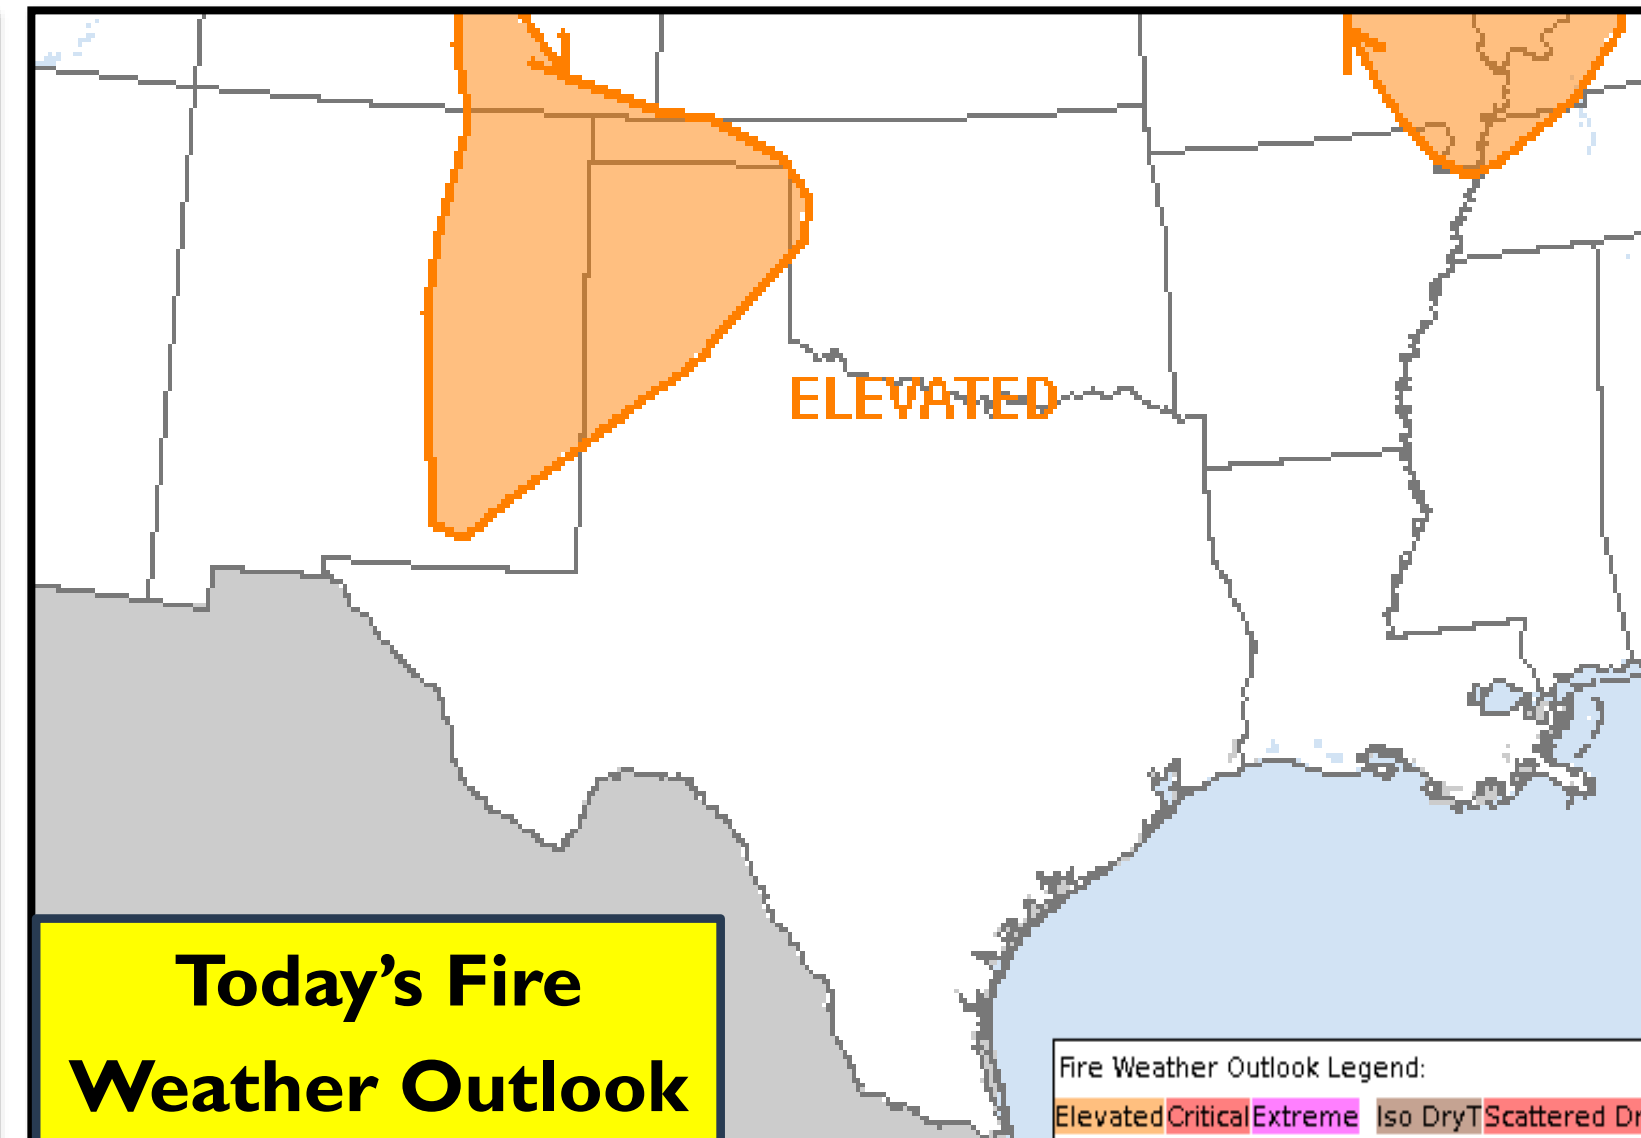 ELEVATED
Today’s Fire
Weather Outlook
Fire Weather Outlook Legend:
Elevated Critical Extreme Iso DryT Scattered Dr